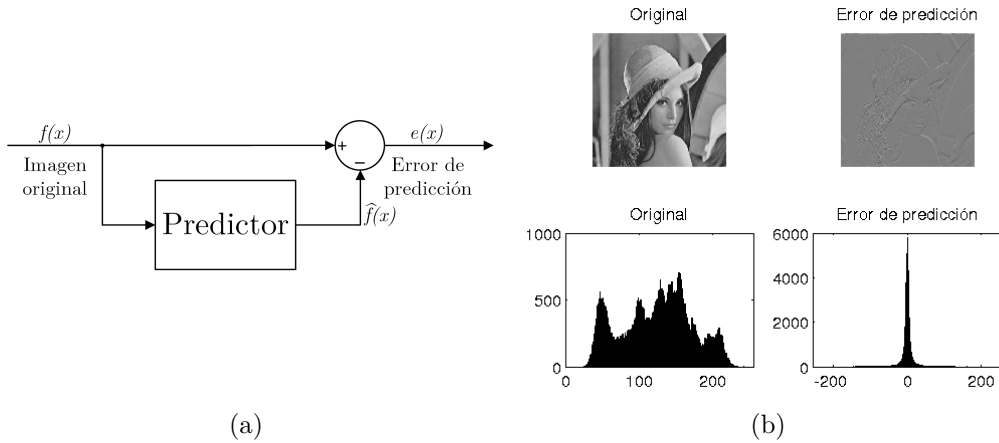 f(x)
Imagen
original
Predictor
+
−
f̂(x)
e(x)
Error de
predicción
(a)
Original
Error de predicción
Original
1000
500
0
0
100
200
Error de predicción
6000
4000
2000
0
-200
0
200
(b)